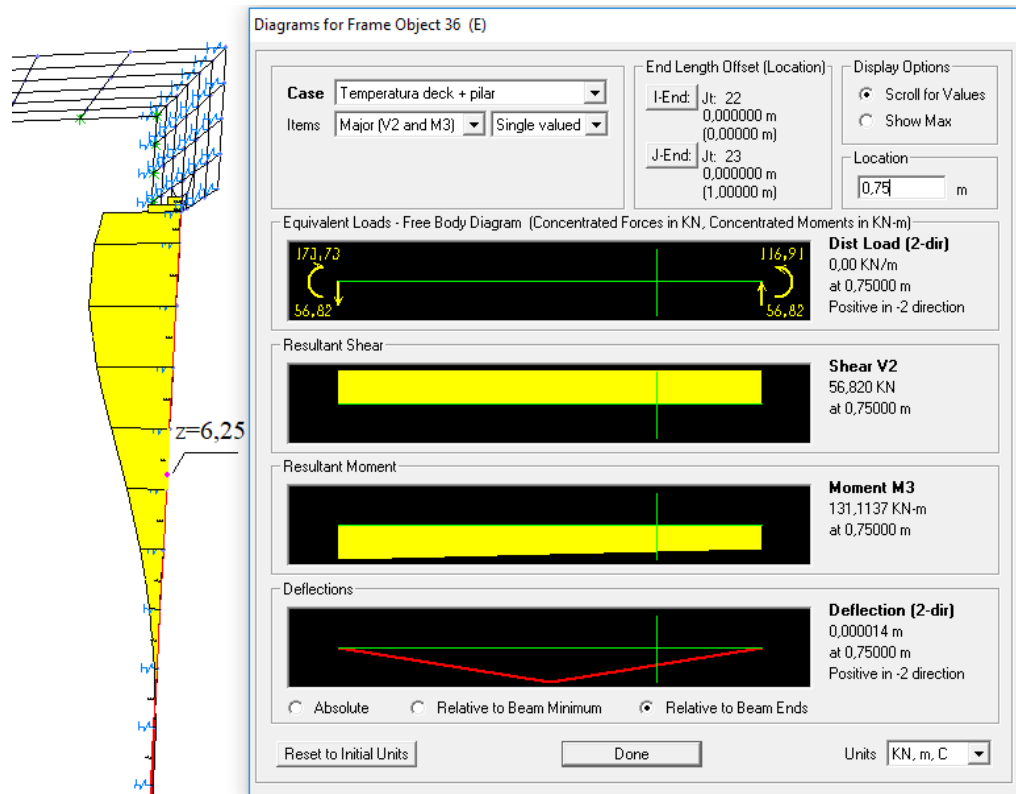 Diagrams for Frame Object 36 (E)
Case Temperatura deck + pilar
Items Major (V2 and M3) Single valued
End Length Offset (Location)
I-End: Jt: 22
0,000000 m
(0,00000 m)
J-End: Jt: 23
0,000000 m
(1,00000 m)
Display Options
Scroll for Values
Show Max
Location
0,75 m
Equivalent Loads - Free Body Diagram (Concentrated Forces in KN, Concentrated Moments in KN-m)
173,73 116,91
56,82 56,82
Dist Load (2-dir)
0,00 KN/m
at 0,75000 m
Positive in -2 direction
Resultant Shear
Shear V2
56,820 KN
at 0,75000 m
z=6,25
Resultant Moment
Moment M3
131,1137 KN-m
at 0,75000 m
Deflections
Deflection (2-dir)
0,000014 m
at 0,75000 m
Positive in -2 direction
Absolute Relative to Beam Minimum Relative to Beam Ends
Reset to Initial Units Done Units KN, m, C